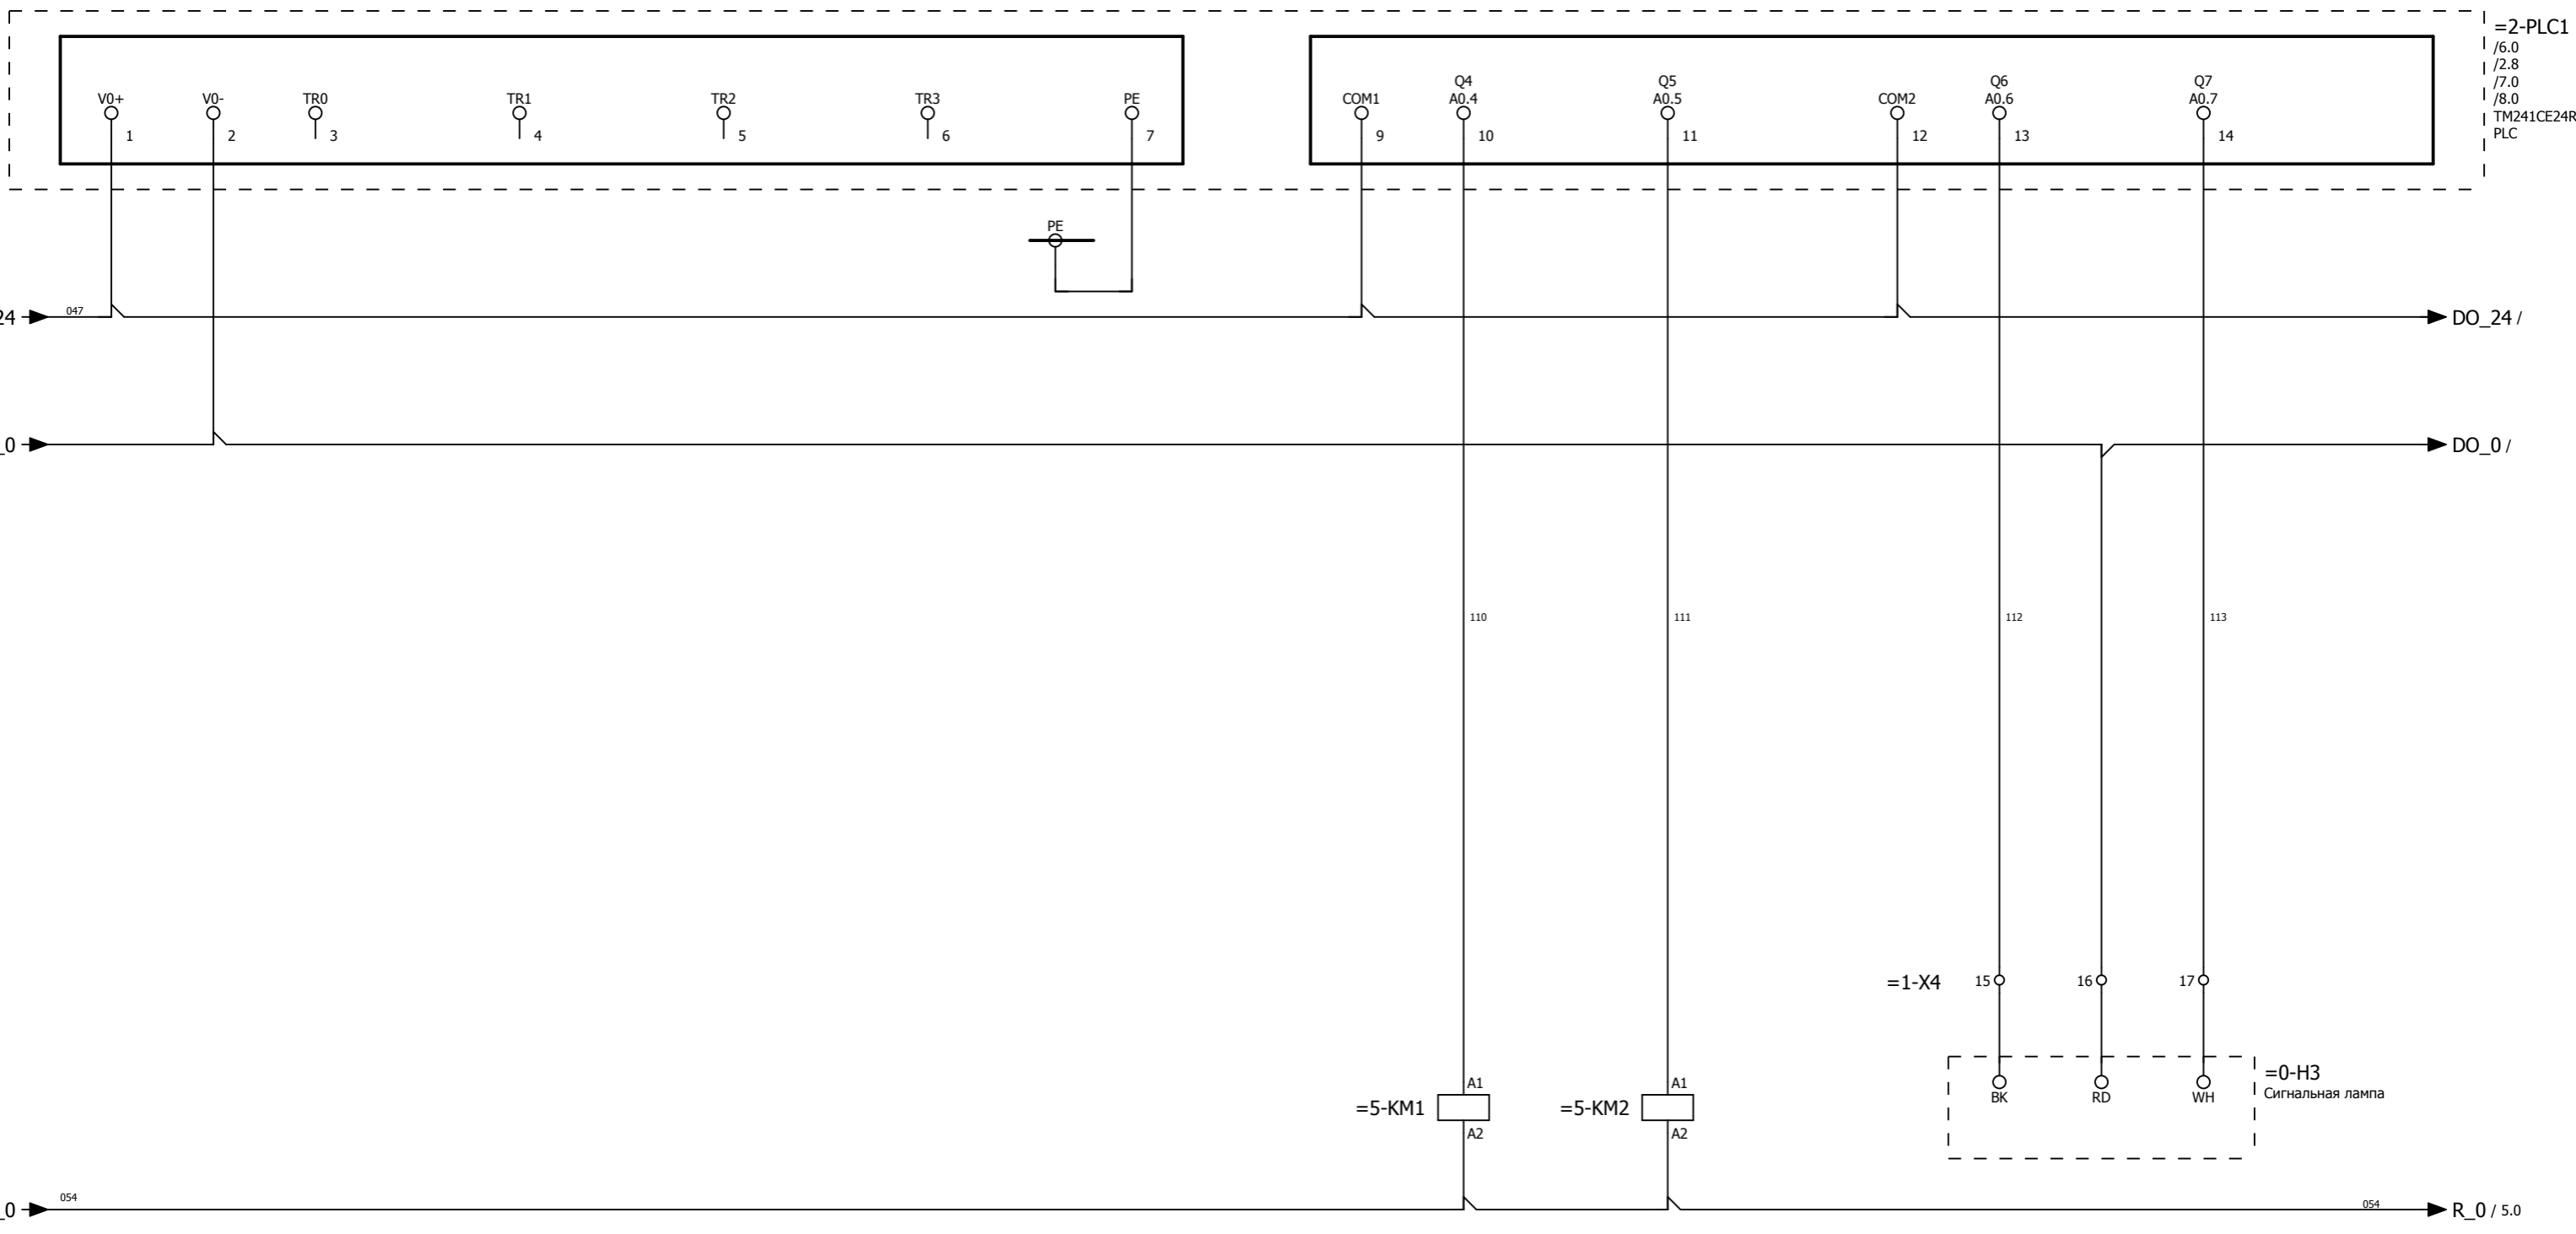 =2-PLC1
/6.0
/2.8
/7.0
/8.0
TM241CE24R
PLC
V0+ V0- TR0 TR1 TR2 TR3 PE
1 2 3 4 5 6 7
Q4 Q5 Q6 Q7
COM1 A0.4 A0.5 COM2 A0.6 A0.7
9 10 11 12 13 14
PE
24 047 DO_24 /
_0 DO_0 /
110 111 112 113
=1-X4 15 16 17
=0-H3
Сигнальная лампа
BK RD WH
A1 A1
=5-KM1 =5-KM2
A2 A2
054 054
_0 R_0 / 5.0